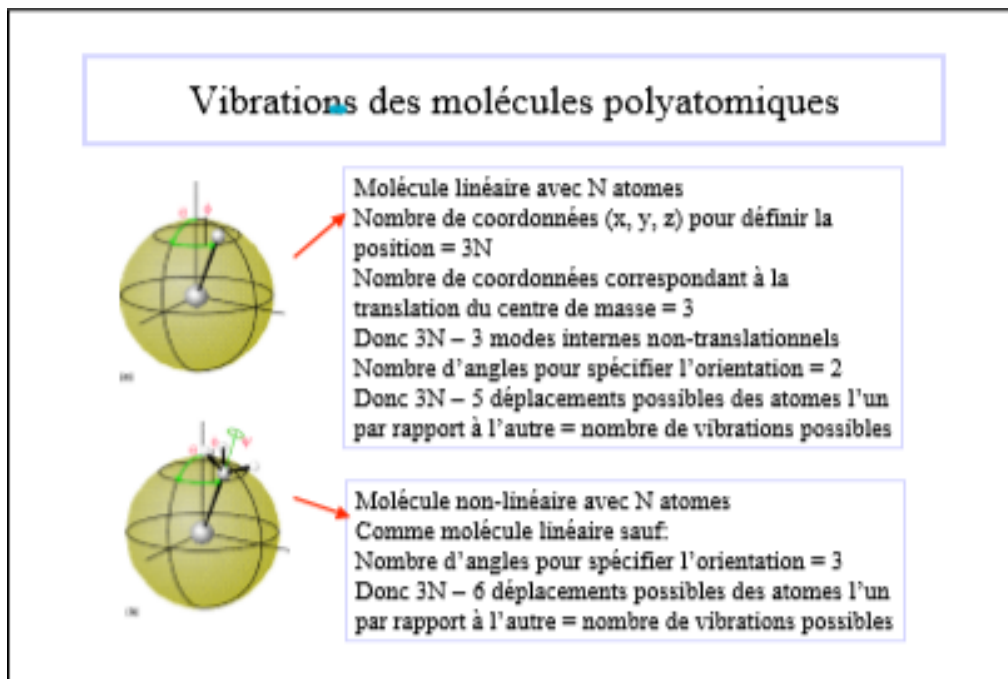 Vibrations des molécules polyatomiques
Molécule linéaire avec N atomes
Nombre de coordonnées (x, y, z) pour définir la
position = 3N
Nombre de coordonnées correspondant à la
translation du centre de masse = 3
Donc 3N – 3 modes internes non-translationnels
Nombre d’angles pour spécifier l’orientation = 2
Donc 3N – 5 déplacements possibles des atomes l’un
par rapport à l’autre = nombre de vibrations possibles
Molécule non-linéaire avec N atomes
Comme molécule linéaire sauf:
Nombre d’angles pour spécifier l’orientation = 3
Donc 3N – 6 déplacements possibles des atomes l’un
par rapport à l’autre = nombre de vibrations possibles